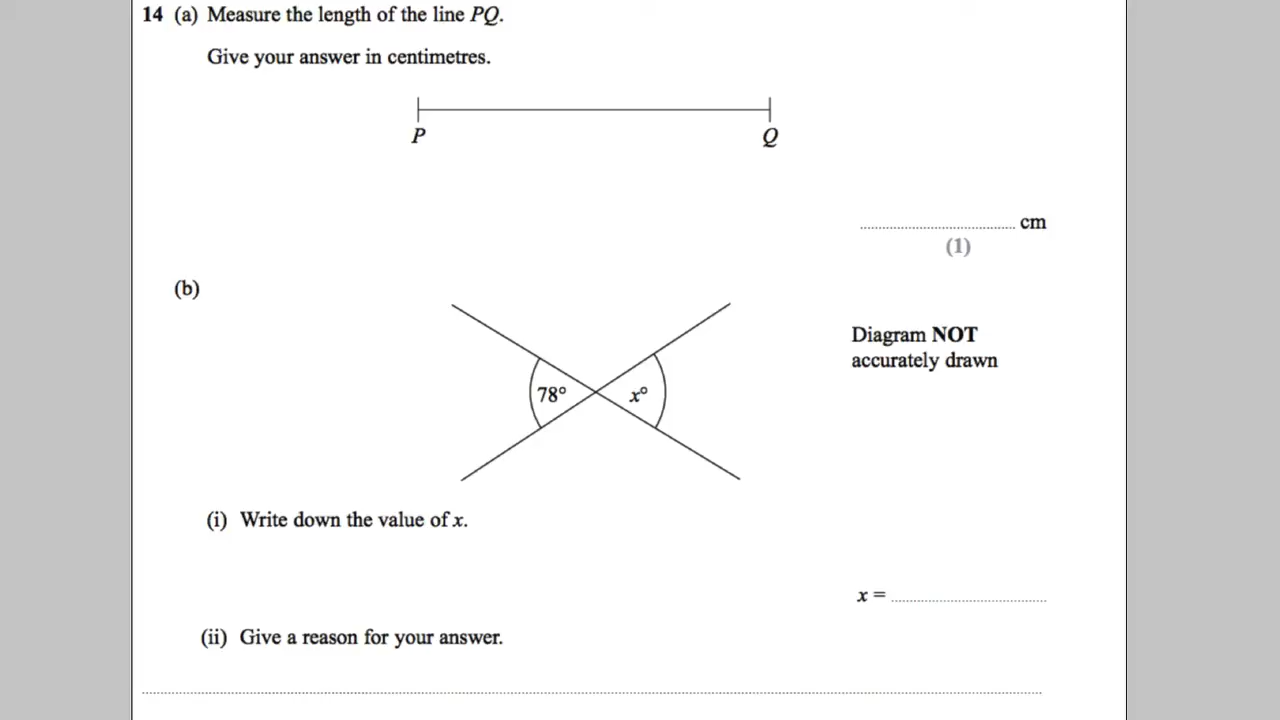 14 (a) Measure the length of the line PQ.
Give your answer in centimetres.
P Q
........................................ cm
(1)
(b)
Diagram NOT
accurately drawn
78° x°
(i) Write down the value of x.
x = ........................................
(ii) Give a reason for your answer.